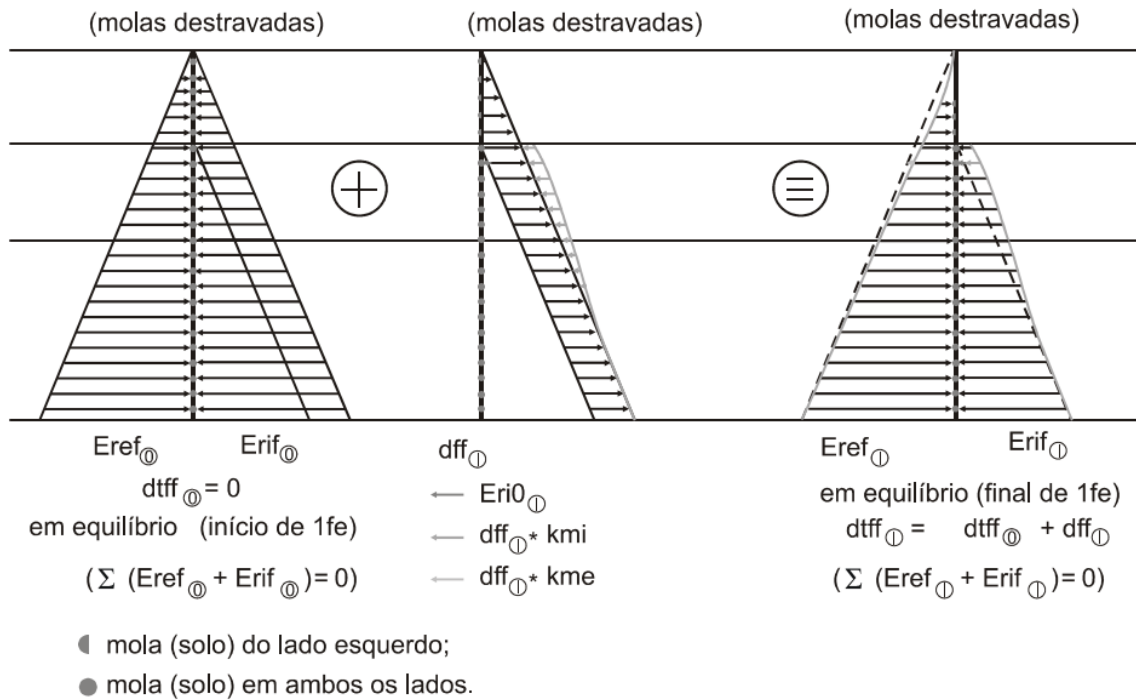 (molas destravadas) (molas destravadas) (molas destravadas)
Eref⓪ Erif⓪
dtff⓪ = 0
em equilíbrio (início de 1fe)
(Σ (Eref⓪ + Erif⓪) = 0)
dff①
Eri0①
dff①* kmi
dff①* kme
Eref① Erif①
em equilíbrio (final de 1fe)
dtff① = dtff⓪ + dff①
(Σ (Eref① + Erif①) = 0)
mola (solo) do lado esquerdo;
mola (solo) em ambos os lados.